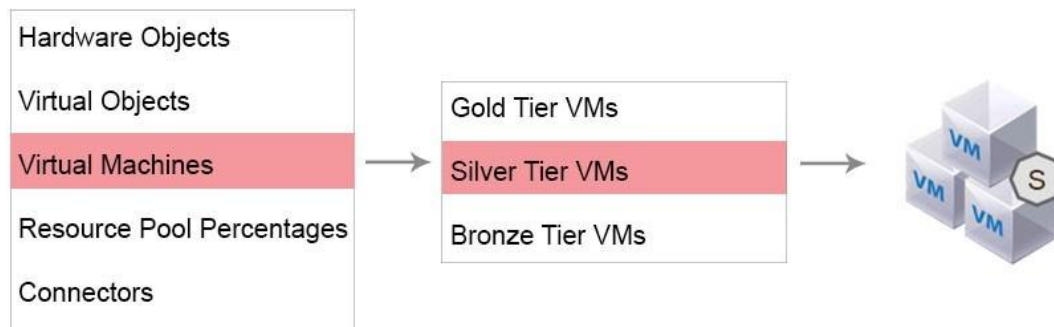 Hardware Objects
Virtual Objects
Virtual Machines
Resource Pool Percentages
Connectors
Gold Tier VMs
Silver Tier VMs
Bronze Tier VMs
VM
VM
VM
S